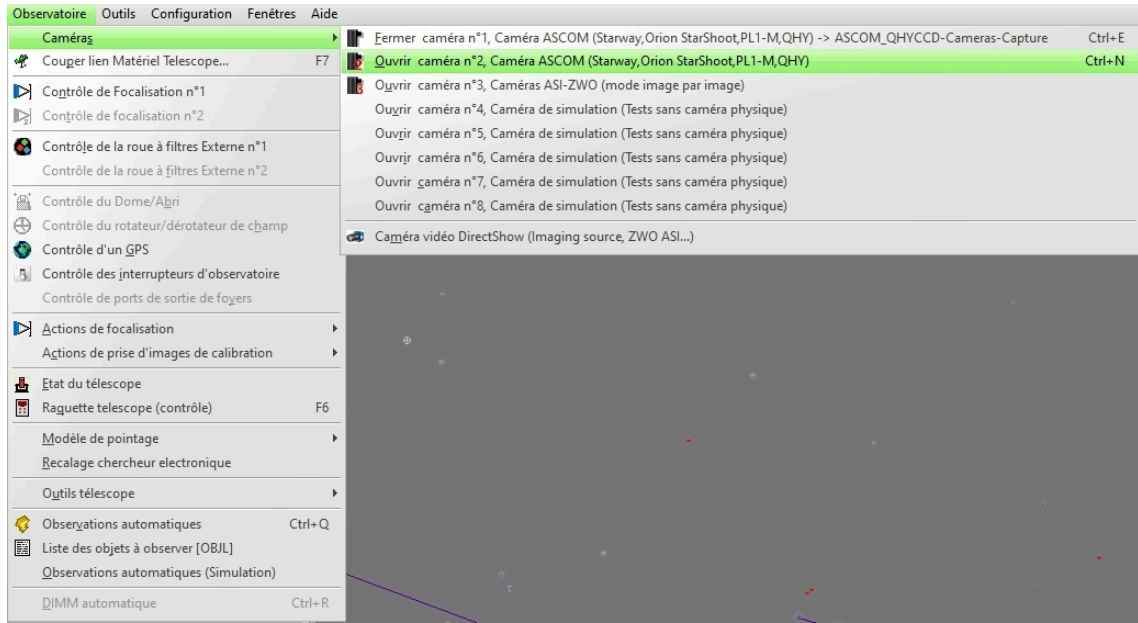 Observatoire Outils Configuration Fenêtres Aide
Caméras
Fermer caméra n°1, Caméra ASCOM (Starway,Orion StarShoot,PL1-M,QHY) -> ASCOM_QHYCCD-Cameras-Capture Ctrl+E
Couger lien Matériel Telescope... F7
Ouvrir caméra n°2, Caméra ASCOM (Starway,Orion StarShoot,PL1-M,QHY) Ctrl+N
Contrôle de Focalisation n°1
Ouvrir caméra n°3, Caméras ASI-ZWO (mode image par image)
Contrôle de focalisation n°2
Ouvrir caméra n°4, Caméra de simulation (Tests sans caméra physique)
Ouvrir caméra n°5, Caméra de simulation (Tests sans caméra physique)
Contrôle de la roue à filtres Externe n°1
Ouvrir caméra n°6, Caméra de simulation (Tests sans caméra physique)
Contrôle de la roue à filtres Externe n°2
Ouvrir caméra n°7, Caméra de simulation (Tests sans caméra physique)
Contrôle du Dome/Abri
Ouvrir caméra n°8, Caméra de simulation (Tests sans caméra physique)
Contrôle du rotateur/dérotateur de champ
Caméra vidéo DirectShow (Imaging source, ZWO ASI...)
Contrôle d'un GPS
Contrôle des interrupteurs d'observatoire
Contrôle de ports de sortie de foyers
Actions de focalisation
Actions de prise d'images de calibration
Etat du télescope
Raquette telescope (contrôle) F6
Modèle de pointage
Recalage chercheur electronique
Outils télescope
Observations automatiques Ctrl+Q
Liste des objets à observer [OBJL]
Observations automatiques (Simulation)
DIMM automatique Ctrl+R